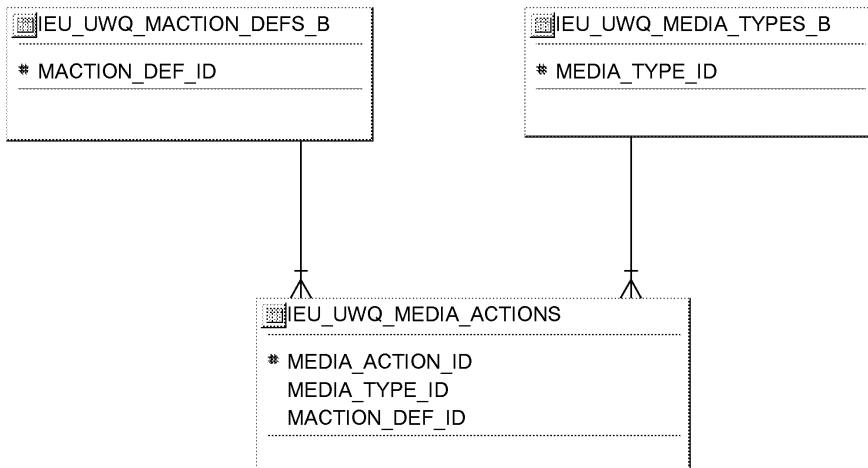 IEU_UWQ_MACTION_DEFS_B
# MACTION_DEF_ID
IEU_UWQ_MEDIA_TYPES_B
# MEDIA_TYPE_ID
IEU_UWQ_MEDIA_ACTIONS
# MEDIA_ACTION_ID
MEDIA_TYPE_ID
MACTION_DEF_ID